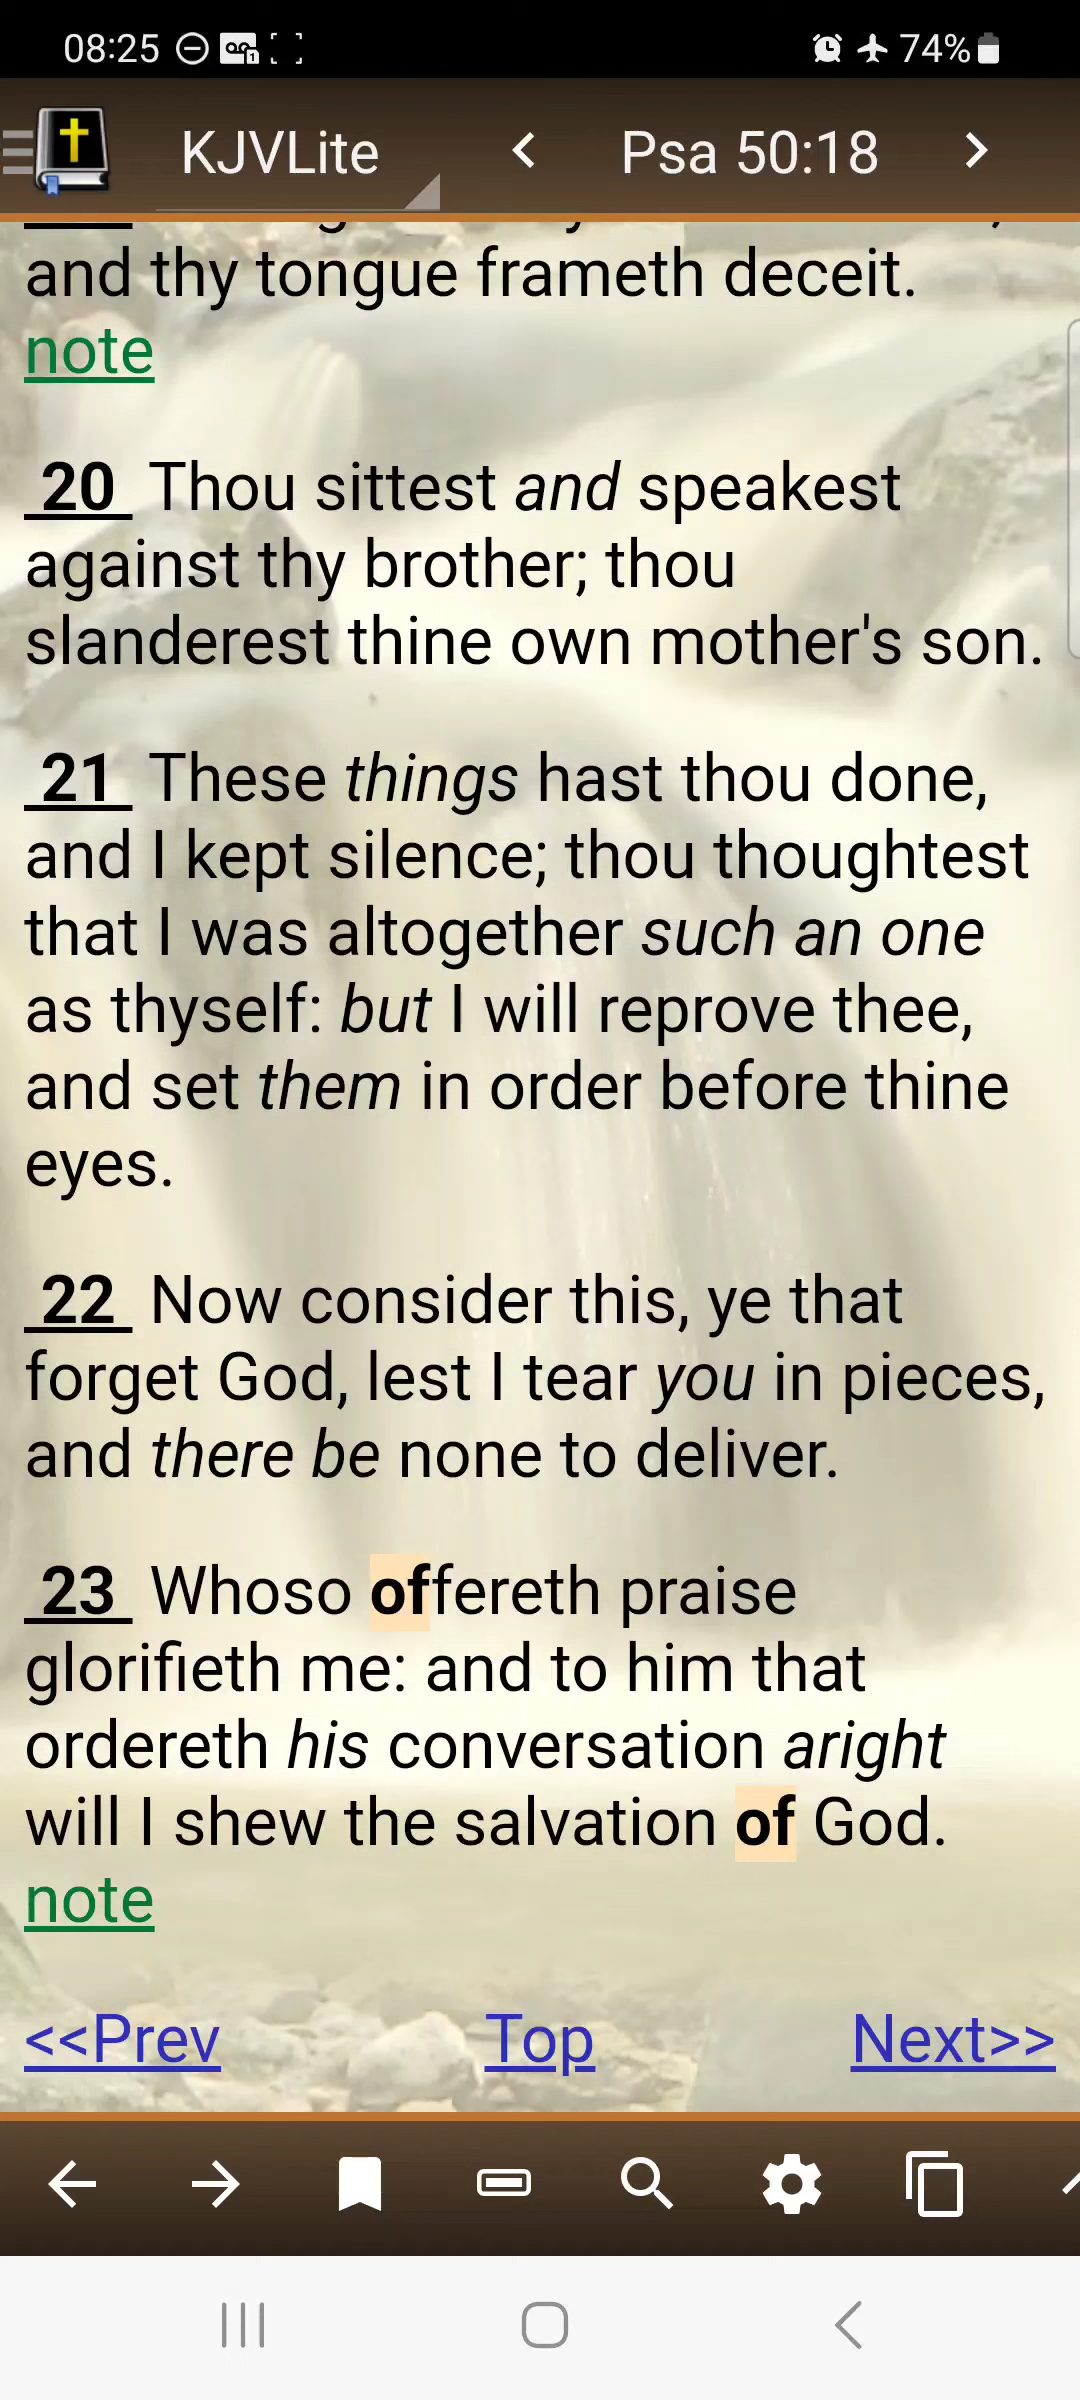 08:25 74%
KJVLite < Psa 50:18 >
and thy tongue frameth deceit.
note
20 Thou sittest and speakest
against thy brother; thou
slanderest thine own mother's son.
21 These things hast thou done,
and I kept silence; thou thoughtest
that I was altogether such an one
as thyself: but I will reprove thee,
and set them in order before thine
eyes.
22 Now consider this, ye that
forget God, lest I tear you in pieces,
and there be none to deliver.
23 Whoso offereth praise
glorifieth me: and to him that
ordereth his conversation aright
will I shew the salvation of God.
note
<<Prev Top Next>>